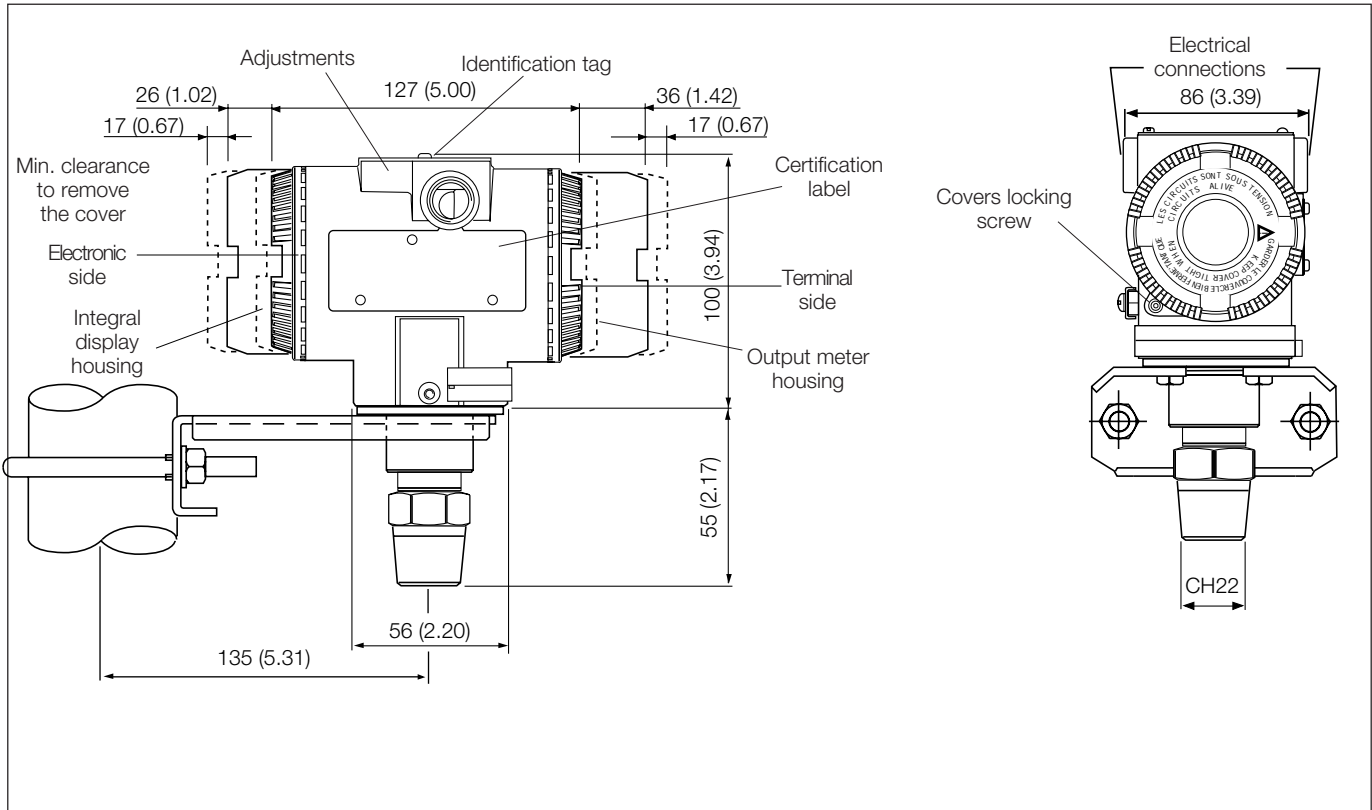 Adjustments
Identification tag
26 (1.02)
127 (5.00)
36 (1.42)
17 (0.67)
17 (0.67)
Min. clearance
to remove
the cover
Certification
label
Electronic
side
100 (3.94)
Terminal
side
Integral
display
housing
Output meter
housing
55 (2.17)
56 (2.20)
135 (5.31)
Electrical
connections
86 (3.39)
Covers locking
screw
LES CIRCUITS SONT SOUS TENSION
CIRCUITS ALIVE
GARDER LE COUVERCLE BIEN FERME TANT QUE
KEEP COVER TIGHT WHEN
CH22